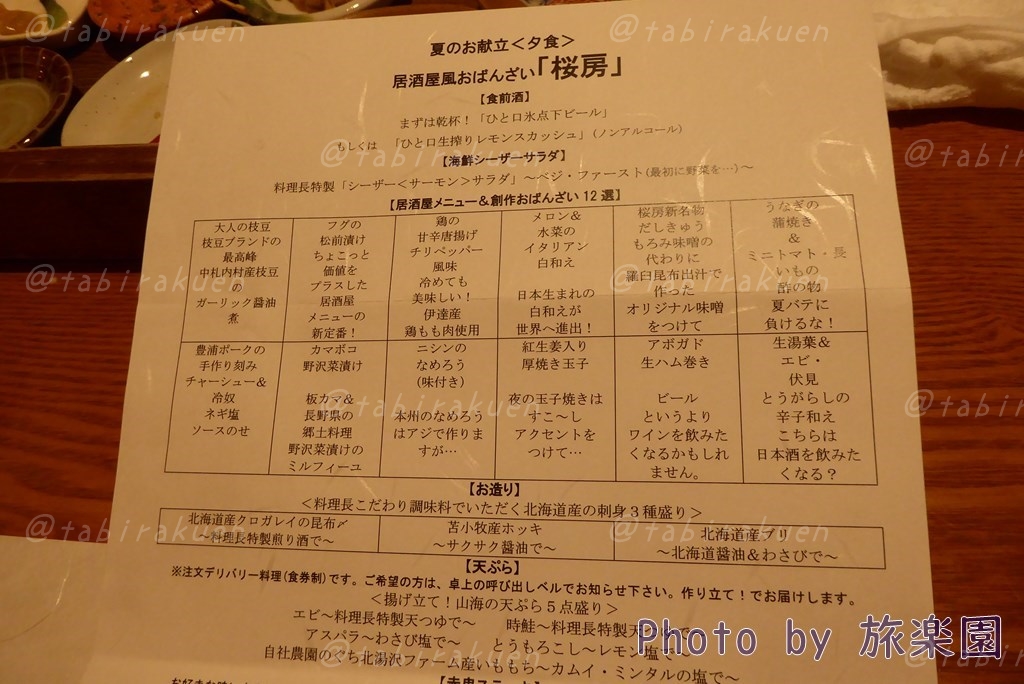 夏のお献立<夕食>
居酒屋風おばんざい「桜房」
【食前酒】
まずは乾杯！「ひと口氷点下ビール」
もしくは 「ひと口生搾りレモンスカッシュ」(ノンアルコール)
【海鮮シーザーサラダ】
料理長特製「シーザー<サーモン>サラダ」～ベジ・ファースト(最初に野菜を…)～
【居酒屋メニュー＆創作おばんざい12選】
大人の枝豆
枝豆ブランドの
最高峰
中札内村産枝豆
の
ガーリック醤油
煮
フグの
松前漬け
ちょこっと
価値を
プラスした
居酒屋
メニューの
新定番！
鶏の
甘辛唐揚げ
チリペッパー
風味
冷めても
美味しい！
伊達産
鶏もも肉使用
メロン＆
水菜の
イタリアン
白和え
日本生まれの
白和えが
世界へ進出！
桜房新名物
だしきゅう
もろみ味噌の
代わりに
羅臼昆布出汁で
作った
オリジナル味噌
をつけて
うなぎの
蒲焼き
＆
ミニトマト・長
いもの
酢の物
夏バテに
負けるな！
豊浦ポークの
手作り刻み
チャーシュー＆
冷奴
ネギ塩
ソースのせ
カマボコ
野沢菜漬け
板カマ＆
長野県の
郷土料理
野沢菜漬けの
ミルフィーユ
ニシンの
なめろう
（味付き）
本州のなめろう
はアジで作りま
すが…
紅生姜入り
厚焼き玉子
夜の玉子焼きは
すこ～し
アクセントを
つけて…
アボガド
生ハム巻き
ビール
というより
ワインを飲みた
くなるかもしれ
ません。
生湯葉＆
エビ・
伏見
とうがらしの
辛子和え
こちらは
日本酒を飲みた
くなる？
【お造り】
<料理長こだわり調味料でいただく北海道産の刺身３種盛り>
北海道産クロガレイの昆布〆
～料理長特製煎り酒で～
苫小牧産ホッキ
～サクサク醤油で～
北海道産ブリ
～北海道醤油＆わさびで～
【天ぷら】
※注文デリバリー料理(食券制)です。ご希望の方は、卓上の呼び出しベルでお知らせ下さい。作り立て！でお届けします。
<揚げ立て！山海の天ぷら５点盛り>
エビ～料理長特製天つゆで～ 時鮭～料理長特製天つゆで～
アスパラ～わさび塩で～ とうもろこし～レモン塩で～
自社農園のぐち北湯沢ファーム産いももち～カムイ・ミンタルの塩で～
Photo by 旅楽園
@tabirakuen
@tabirakuen
@tabirakuen
@tabirakuen
@tabirakuen
@tabirakuen
@tabirakuen
@tabirakuen
@tabirakuen